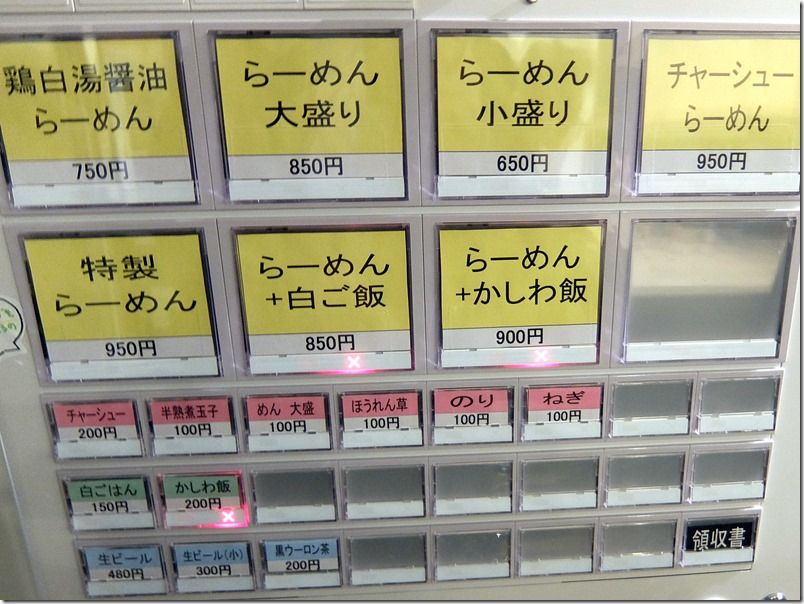 鶏白湯醤油
らーめん
750円
らーめん
大盛り
850円
らーめん
小盛り
650円
チャーシュー
らーめん
950円
特製
らーめん
950円
らーめん
+白ご飯
850円
×
らーめん
+かしわ飯
900円
×
チャーシュー
200円
半熟煮玉子
100円
めん 大盛
100円
ほうれん草
100円
のり
100円
ねぎ
100円
白ごはん
150円
かしわ飯
200円
×
生ビール
480円
生ビール(小)
300円
黒ウーロン茶
200円
領収書